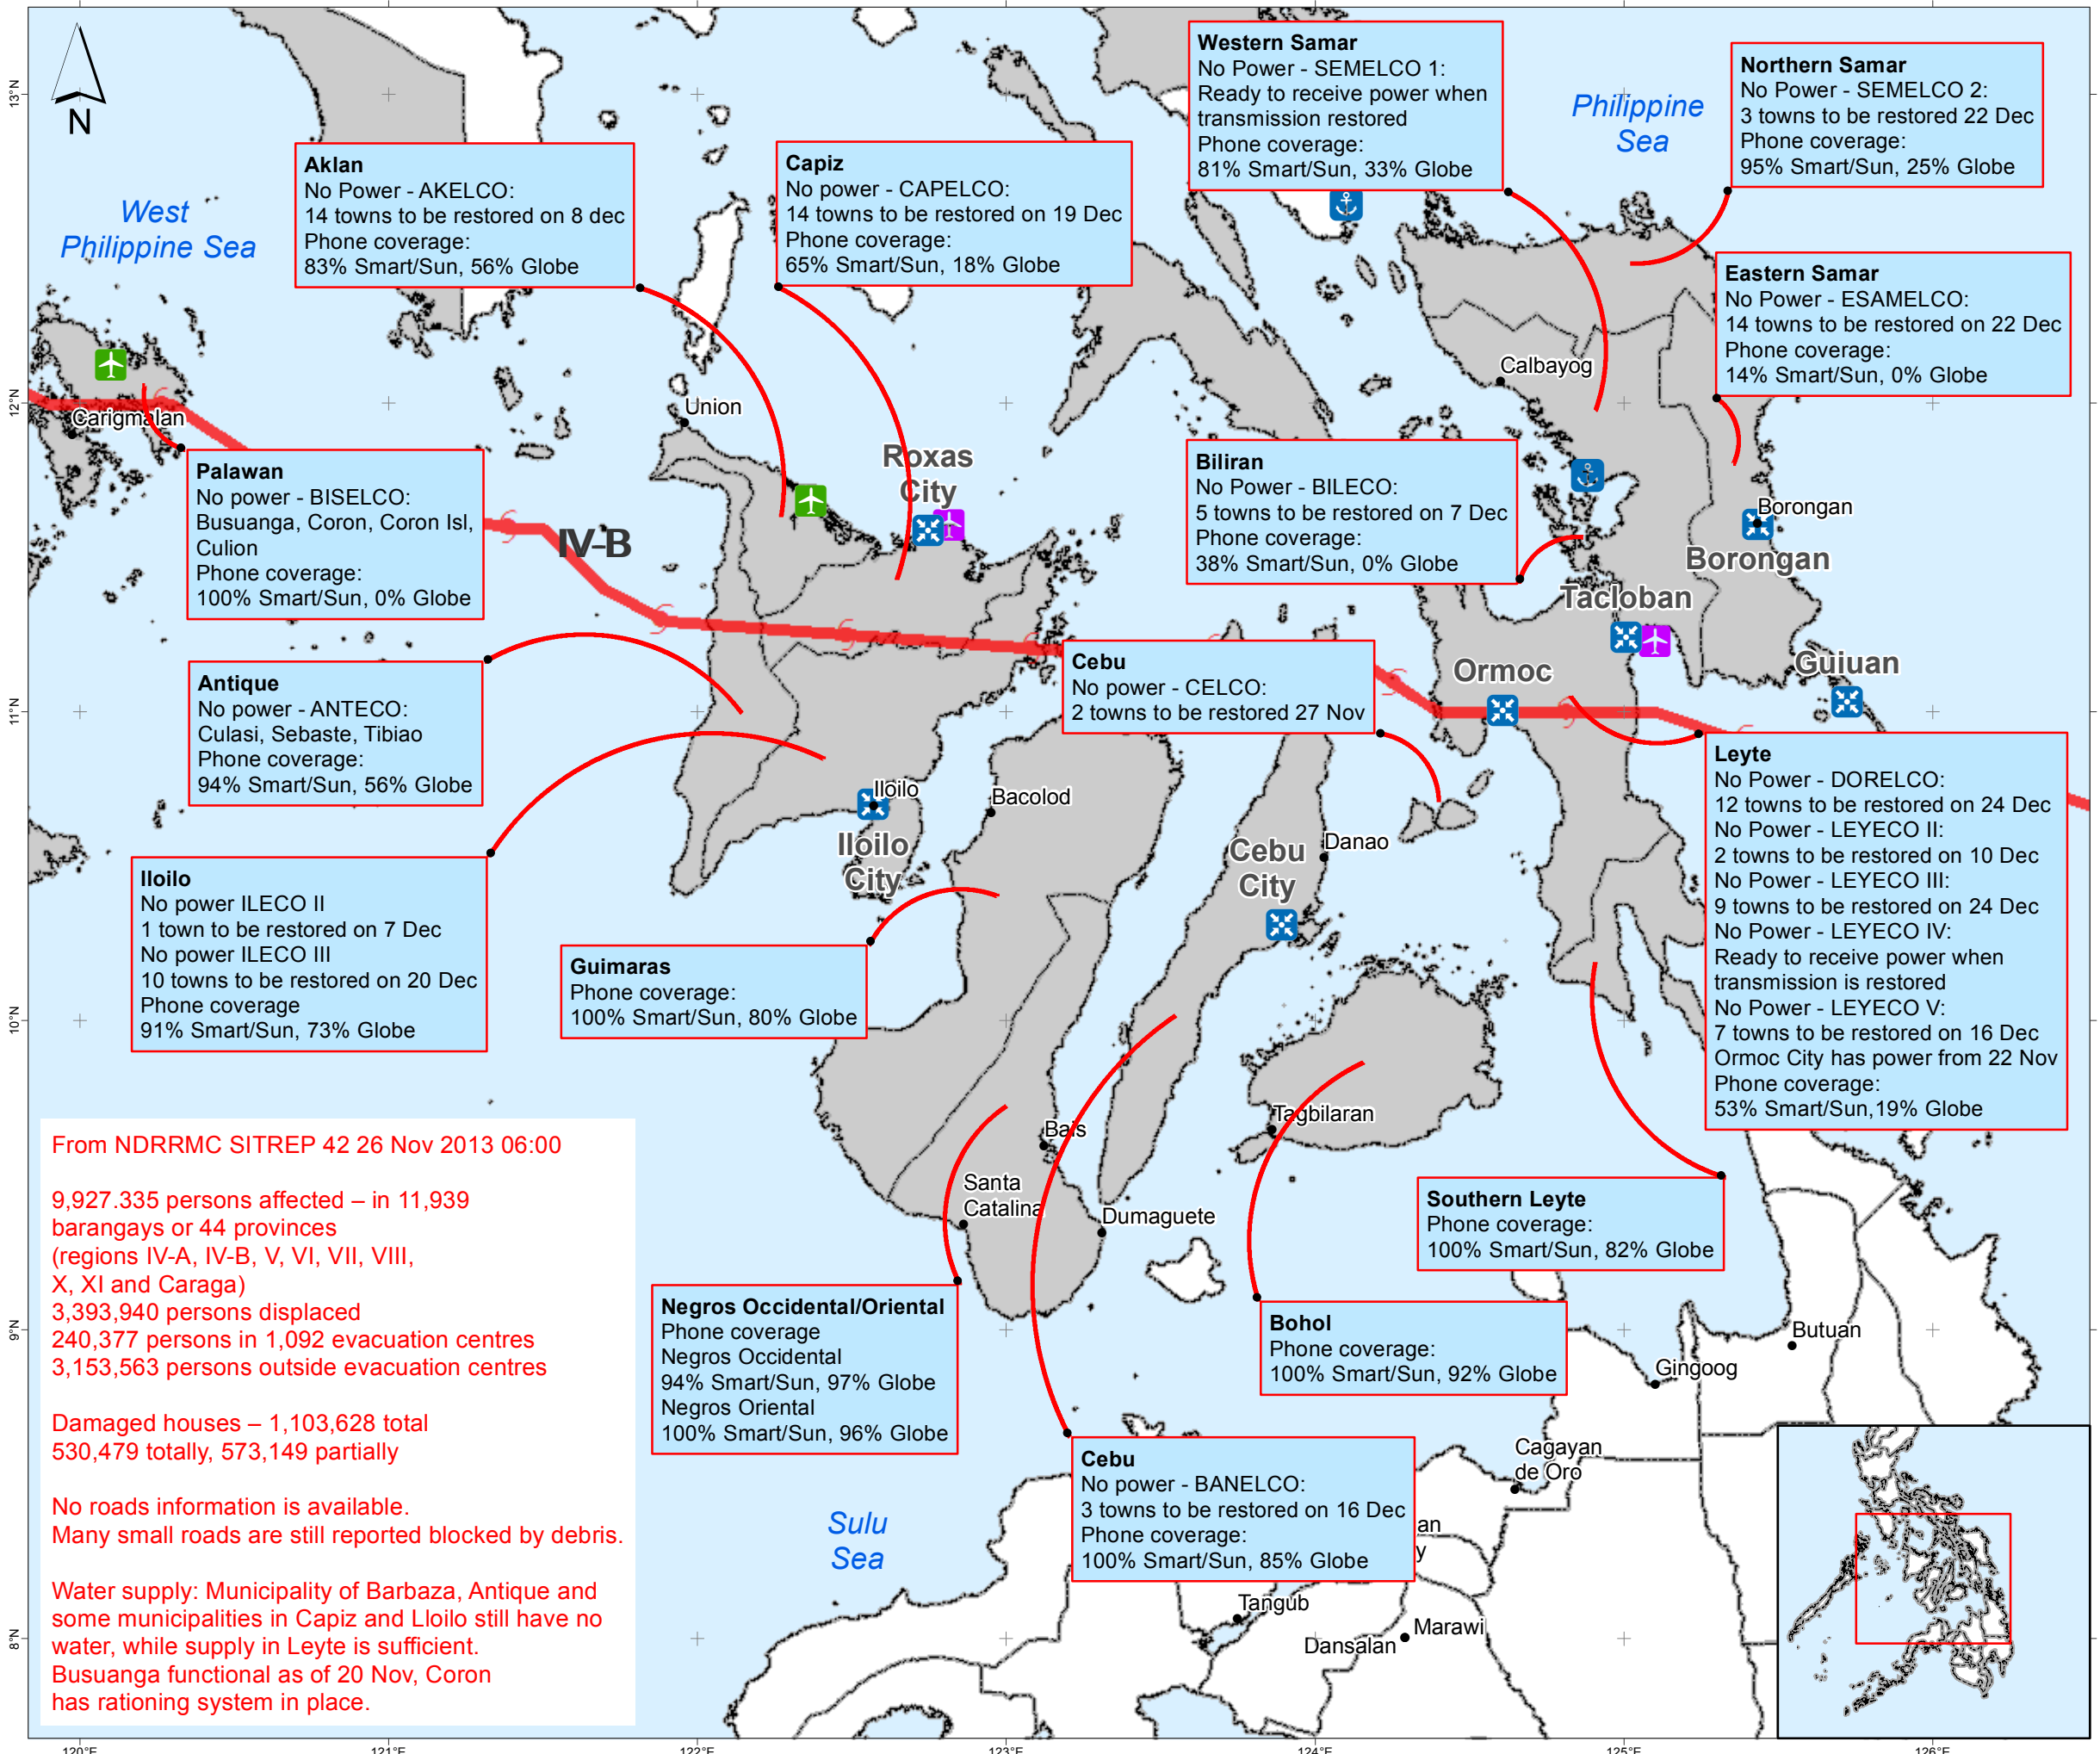 Western Samar
No Power - SEMELCO 1:
Ready to receive power when
transmission restored
Phone coverage:
81% Smart/Sun, 33% Globe
Northern Samar
No Power - SEMELCO 2:
3 towns to be restored 22 Dec
Phone coverage:
95% Smart/Sun, 25% Globe
Philippine
Sea
13°N
N
Aklan
No Power - AKELCO:
14 towns to be restored on 8 dec
Phone coverage:
83% Smart/Sun, 56% Globe
Capiz
No power - CAPELCO:
14 towns to be restored on 19 Dec
Phone coverage:
65% Smart/Sun, 18% Globe
West
Philippine Sea
Eastern Samar
No Power - ESAMELCO:
14 towns to be restored on 22 Dec
Phone coverage:
14% Smart/Sun, 0% Globe
Calbayog
12°N
Carigmalan
Union
Roxas
City
Palawan
No power - BISELCO:
Busuanga, Coron, Coron Isl,
Culion
Phone coverage:
100% Smart/Sun, 0% Globe
IV-B
Biliran
No Power - BILECO:
5 towns to be restored on 7 Dec
Phone coverage:
38% Smart/Sun, 0% Globe
Borongan
Borongan
Tacloban
Ormoc
Guiuan
Antique
No power - ANTECO:
Culasi, Sebaste, Tibiao
Phone coverage:
94% Smart/Sun, 56% Globe
Cebu
No power - CELCO:
2 towns to be restored 27 Nov
11°N
Iloilo
Iloilo
City
Bacolod
Cebu
City
Danao
Leyte
No Power - DORELCO:
12 towns to be restored on 24 Dec
No Power - LEYECO II:
2 towns to be restored on 10 Dec
No Power - LEYECO III:
9 towns to be restored on 24 Dec
No Power - LEYECO IV:
Ready to receive power when
transmission is restored
No Power - LEYECO V:
7 towns to be restored on 16 Dec
Ormoc City has power from 22 Nov
Phone coverage:
53% Smart/Sun,19% Globe
Iloilo
No power ILECO II
1 town to be restored on 7 Dec
No power ILECO III
10 towns to be restored on 20 Dec
Phone coverage
91% Smart/Sun, 73% Globe
Guimaras
Phone coverage:
100% Smart/Sun, 80% Globe
10°N
Tagbilaran
Bais
Santa
Catalina
Dumaguete
Southern Leyte
Phone coverage:
100% Smart/Sun, 82% Globe
From NDRRMC SITREP 42 26 Nov 2013 06:00
9,927.335 persons affected – in 11,939
barangays or 44 provinces
(regions IV-A, IV-B, V, VI, VII, VIII,
X, XI and Caraga)
3,393,940 persons displaced
240,377 persons in 1,092 evacuation centres
3,153,563 persons outside evacuation centres
Damaged houses – 1,103,628 total
530,479 totally, 573,149 partially
No roads information is available.
Many small roads are still reported blocked by debris.
Water supply: Municipality of Barbaza, Antique and
some municipalities in Capiz and Lloilo still have no
water, while supply in Leyte is sufficient.
Busuanga functional as of 20 Nov, Coron
has rationing system in place.
Negros Occidental/Oriental
Phone coverage
Negros Occidental
94% Smart/Sun, 97% Globe
Negros Oriental
100% Smart/Sun, 96% Globe
Bohol
Phone coverage:
100% Smart/Sun, 92% Globe
9°N
Butuan
Gingoog
Cebu
No power - BANELCO:
3 towns to be restored on 16 Dec
Phone coverage:
100% Smart/Sun, 85% Globe
Cagayan
de Oro
an
y
Sulu
Sea
Tangub
Marawi
Dansalan
8°N
120°E
121°E
122°E
123°E
124°E
125°E
126°E